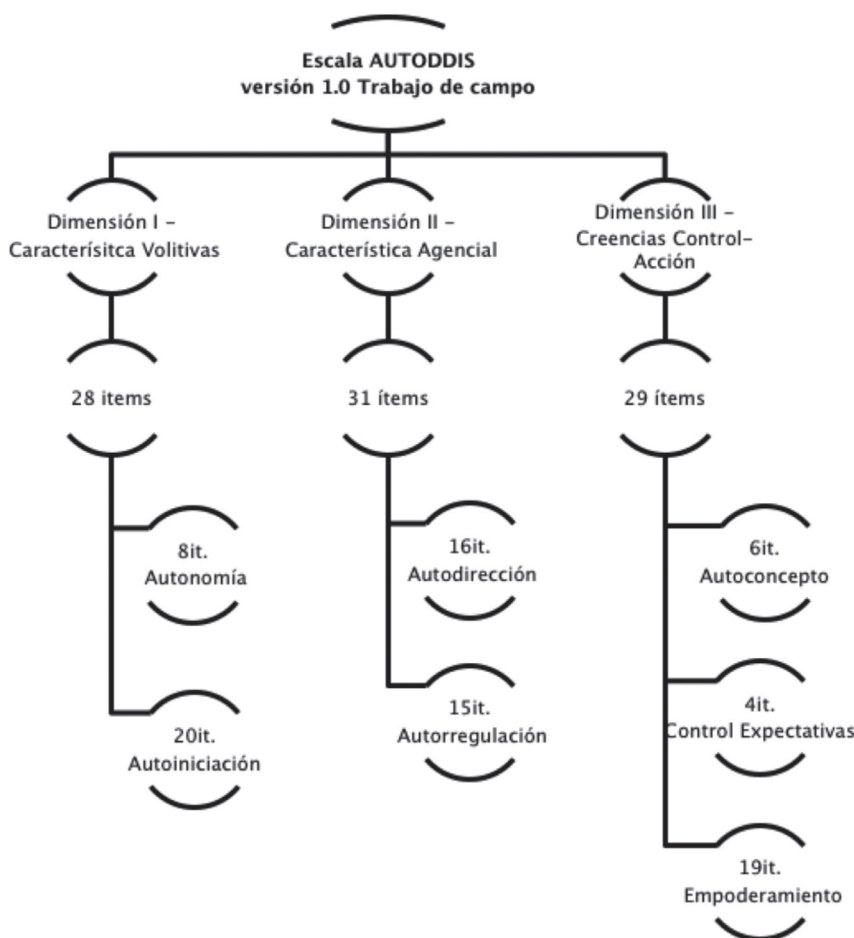 Escala AUTODDIS
versión 1.0 Trabajo de campo
Dimensión I –
Caracterísitca Volitivas
Dimensión II –
Característica Agencial
Dimensión III –
Creencias Control–
Acción
28 items
31 ítems
29 ítems
8it.
Autonomía
16it.
Autodirección
6it.
Autoconcepto
20it.
Autoiniciación
15it.
Autorregulación
4it.
Control Expectativas
19it.
Empoderamiento